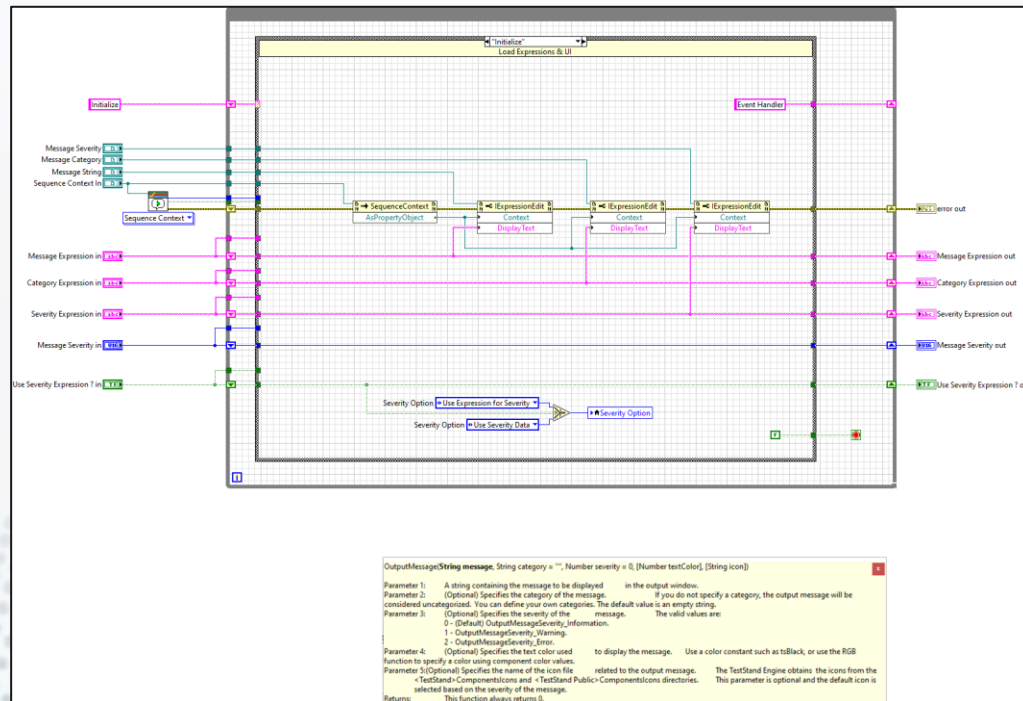 "Initialize"
Load Expressions & UI
Initialize
Event Handler
Message Severity
Message Category
Message String
Sequence Context In
Sequence Context
SequenceContext
AsPropertyObject
IExpressionEdit
Context
DisplayText
IExpressionEdit
Context
DisplayText
IExpressionEdit
Context
DisplayText
error out
Message Expression in
abc
abc
Message Expression out
Category Expression in
abc
abc
Category Expression out
Severity Expression in
abc
abc
Severity Expression out
Message Severity in
U16
U16
Message Severity out
Use Severity Expression ? in
TF
TF
Use Severity Expression ? o
Severity Option
Use Expression for Severity
Severity Option
Severity Option
Use Severity Data
F
i
OutputMessage(String message, String category = "", Number severity = 0, [Number textColor], [String icon])
Parameter 1: A string containing the message to be displayed in the output window.
Parameter 2: (Optional) Specifies the category of the message. If you do not specify a category, the output message will be
considered uncategorized. You can define your own categories. The default value is an empty string.
Parameter 3: (Optional) Specifies the severity of the message. The valid values are:
0 - (Default) OutputMessageSeverity_Information.
1 - OutputMessageSeverity_Warning.
2 - OutputMessageSeverity_Error.
Parameter 4: (Optional) Specifies the text color used to display the message. Use a color constant such as tsBlack, or use the RGB
function to specify a color using component color values.
Parameter 5:(Optional) Specifies the name of the icon file related to the output message. The TestStand Engine obtains the icons from the
<TestStand>ComponentsIcons and <TestStand Public>ComponentsIcons directories. This parameter is optional and the default icon is
selected based on the severity of the message.
Returns: This function always returns 0.